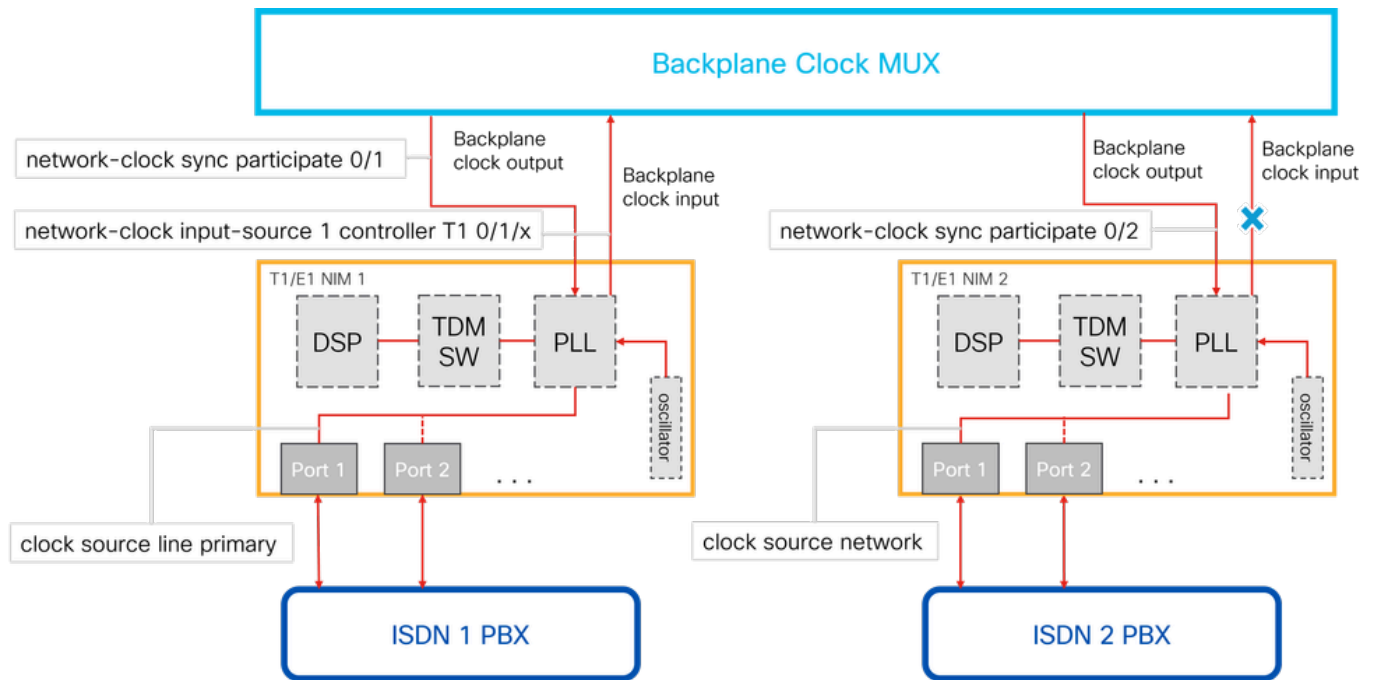 Backplane Clock MUX
network-clock sync participate 0/1
Backplane
clock output
Backplane
clock input
network-clock input-source 1 controller T1 0/1/x
Backplane
clock output
Backplane
clock input
network-clock sync participate 0/2
T1/E1 NIM 1
DSP
TDM
SW
PLL
oscillator
Port 1
Port 2
. . .
clock source line primary
ISDN 1 PBX
T1/E1 NIM 2
DSP
TDM
SW
PLL
oscillator
Port 1
Port 2
. . .
clock source network
ISDN 2 PBX